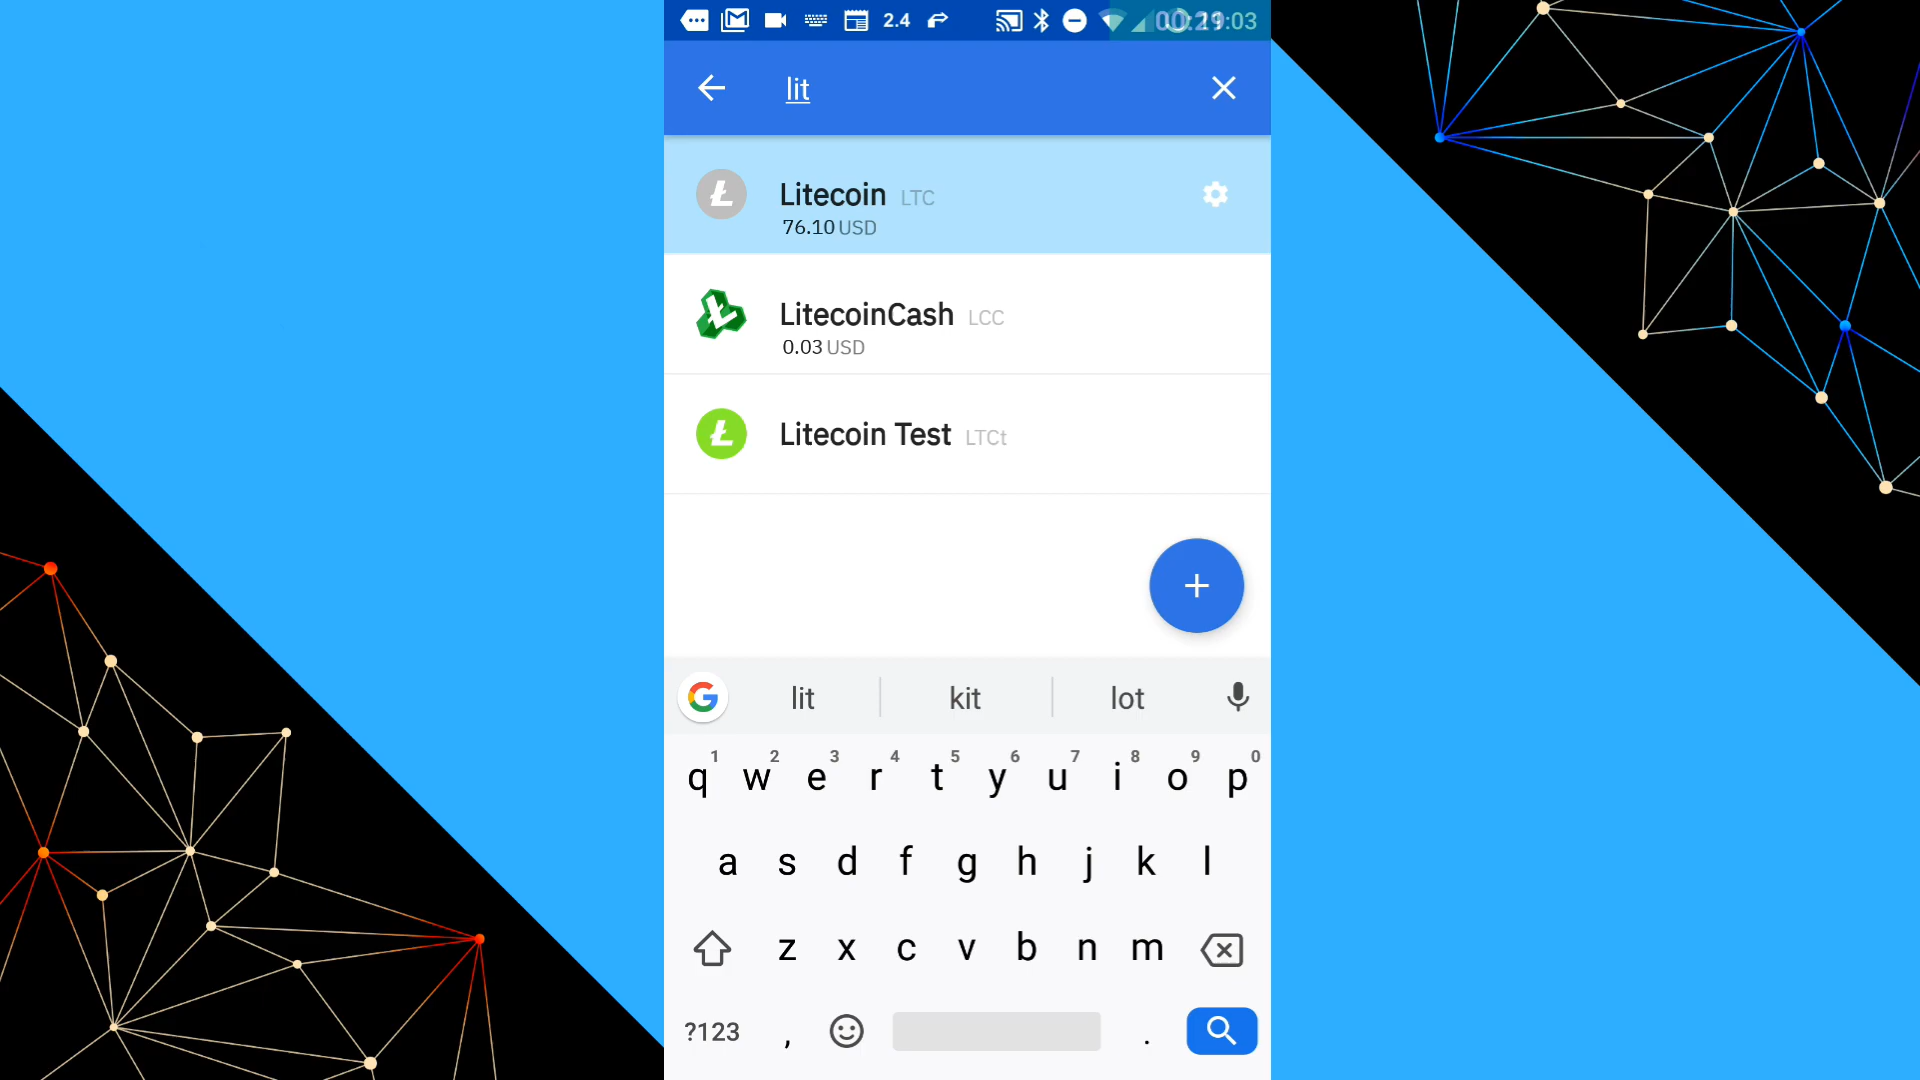 2.4
lit
Litecoin LTC
76.10 USD
LitecoinCash LCC
0.03 USD
Litecoin Test LTCt
lit kit lot
1 2 3 4 5 6 7 8 9 0
q w e r t y u i o p
a s d f g h j k l
z x c v b n m
?123 , .